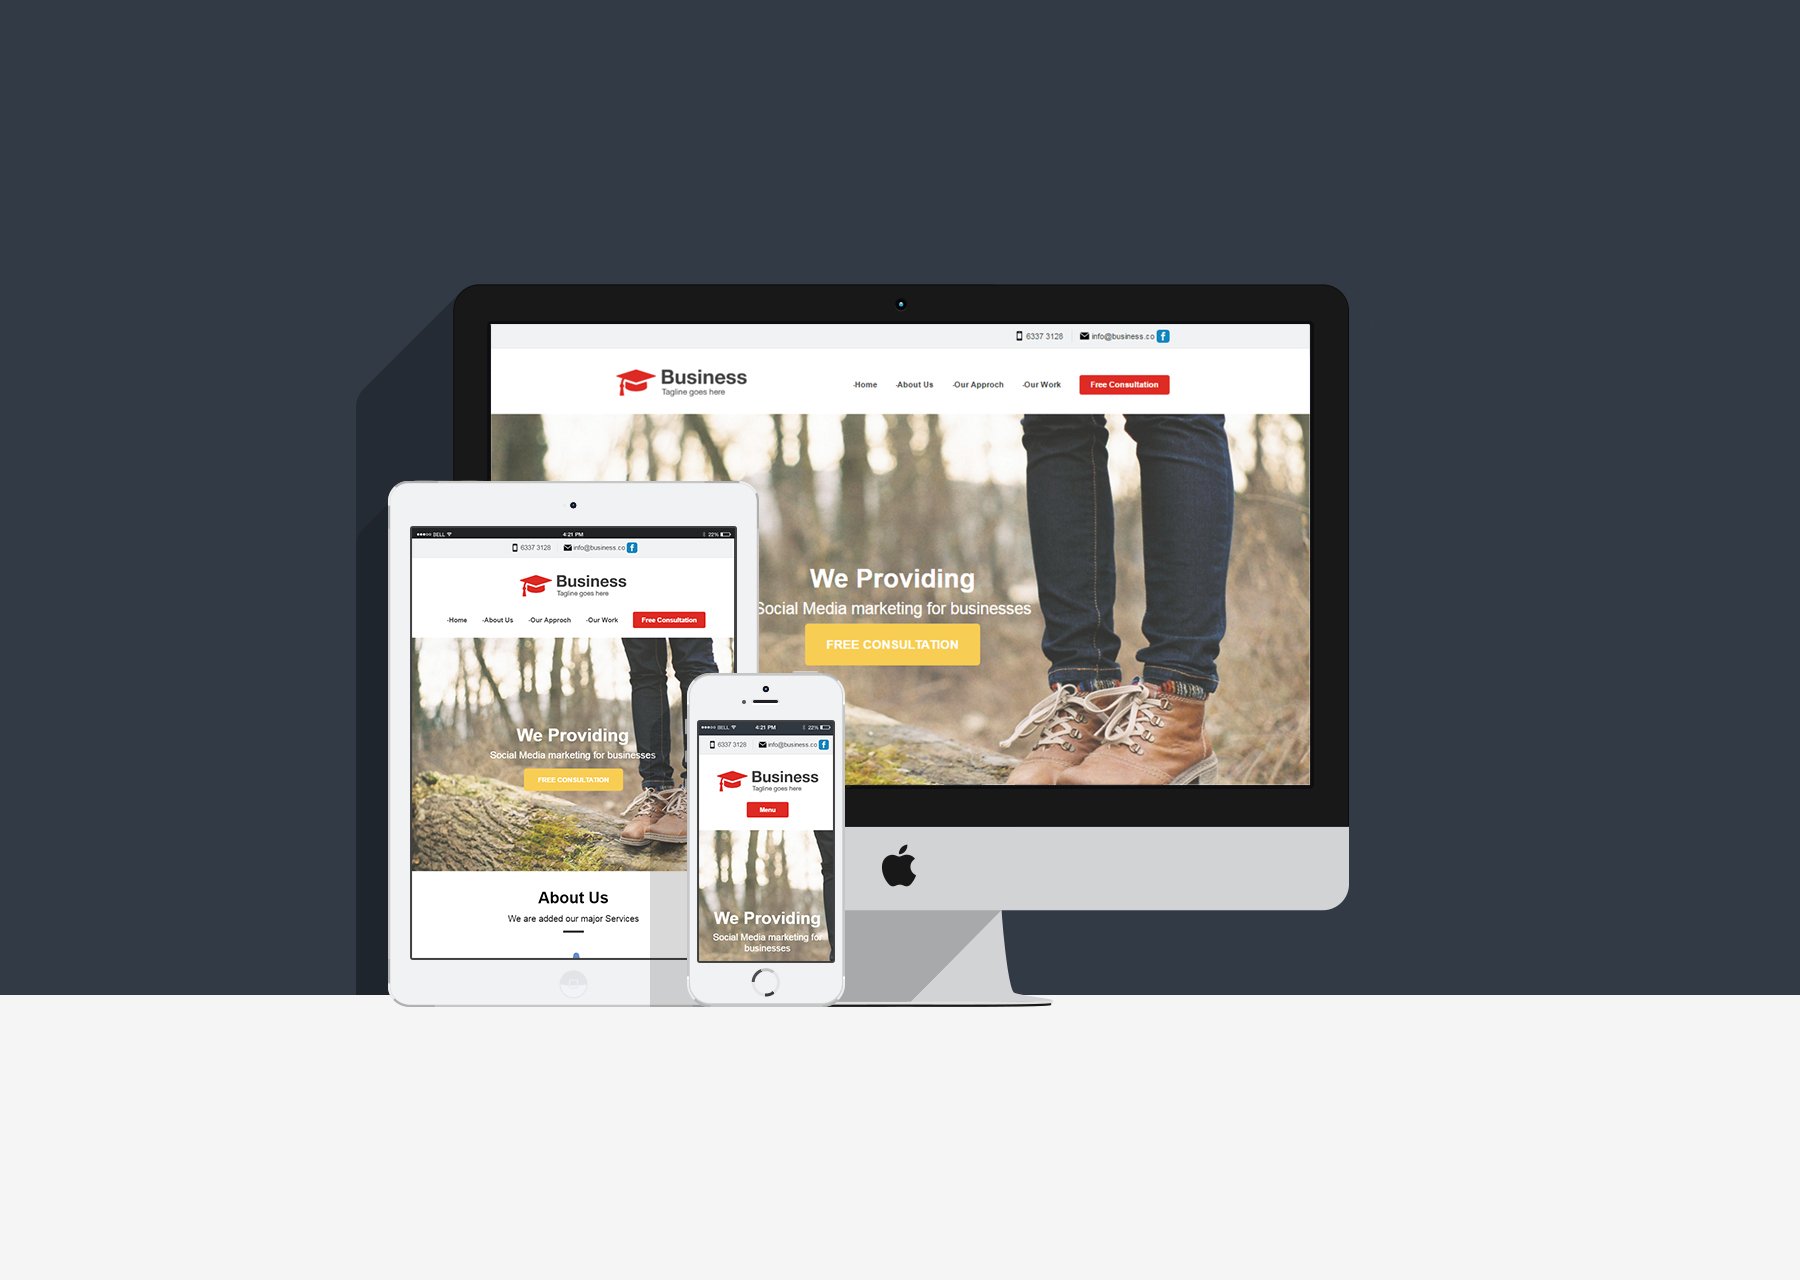 6337 3128 info@business.co f
Business
Tagline goes here
-Home -About Us -Our Approch -Our Work Free Consultation
We Providing
Social Media marketing for businesses
FREE CONSULTATION
BELL 4:21 PM 22%
6337 3128 info@business.co f
Business
Tagline goes here
-Home -About Us -Our Approch -Our Work Free Consultation
We Providing
Social Media marketing for businesses
FREE CONSULTATION
About Us
We are added our major Services
BELL 4:21 PM 22%
6337 3128 info@business.co f
Business
Tagline goes here
Menu
We Providing
Social Media marketing for
businesses